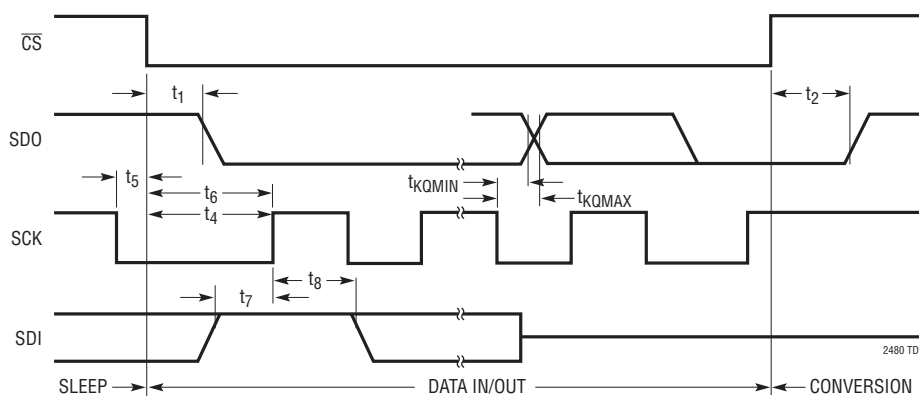 CS
t1
t2
SDO
t5
t6
tKQMIN
t4
tKQMAX
SCK
t8
t7
SDI
2480 TD
SLEEP DATA IN/OUT CONVERSION